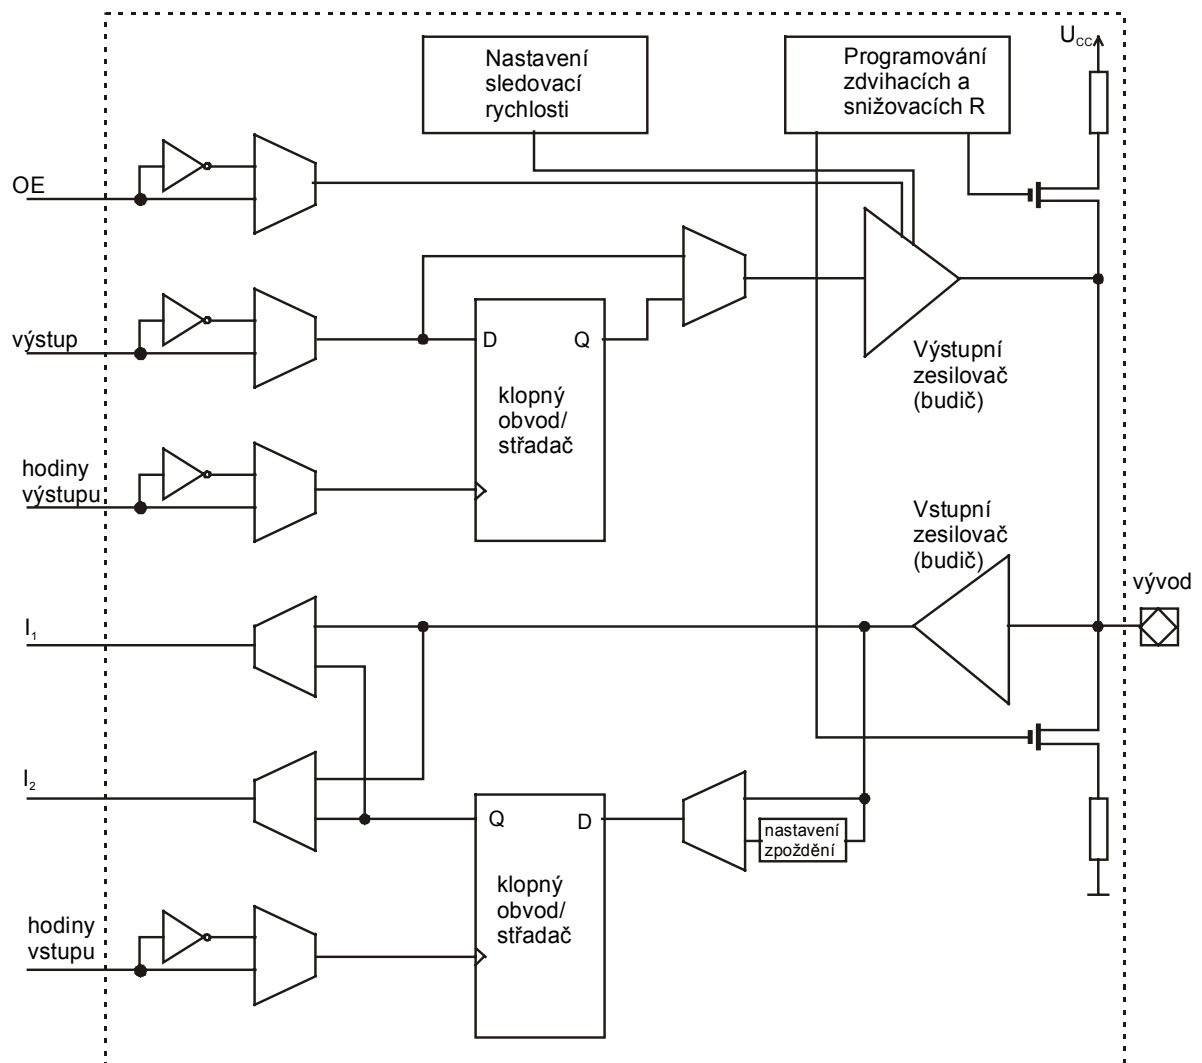 Nastavení
sledovací
rychlosti
Programování
zdvihacích a
snižovacích R
UCC
OE
výstup
D
Q
klopný
obvod/
střadač
Výstupní
zesilovač
(budič)
hodiny
výstupu
Vstupní
zesilovač
(budič)
vývod
I1
I2
Q
D
nastavení
zpoždění
klopný
obvod/
střadač
hodiny
vstupu